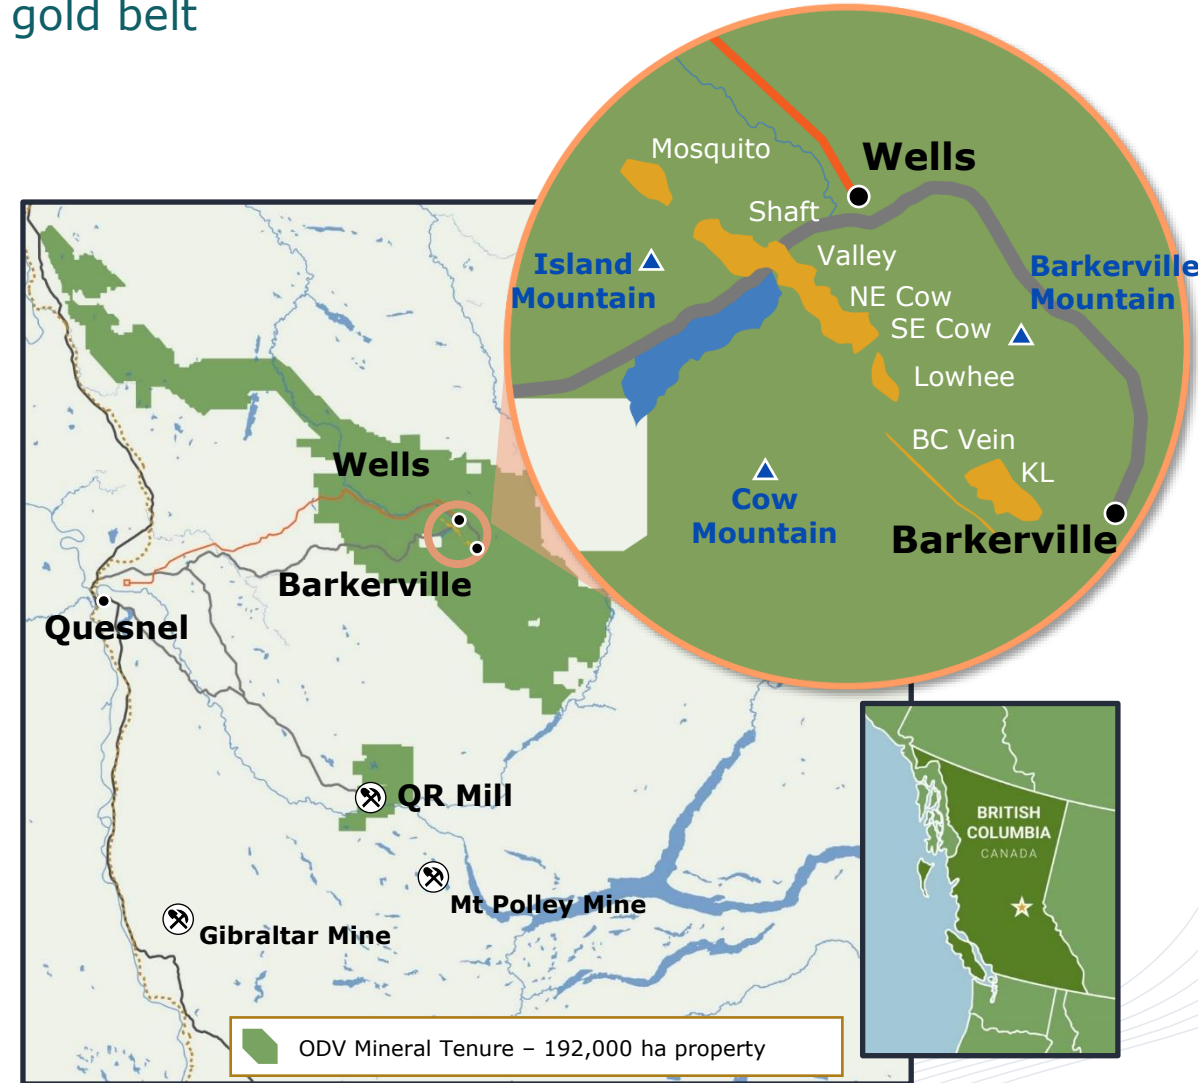 gold belt
Mosquito
Wells
Shaft
Valley
Island
Mountain
Barkerville
Mountain
NE Cow
SE Cow
Lowhee
BC Vein
KL
Cow
Mountain
Barkerville
Wells
Barkerville
Quesnel
QR Mill
Mt Polley Mine
Gibraltar Mine
BRITISH
COLUMBIA
CANADA
ODV Mineral Tenure – 192,000 ha property